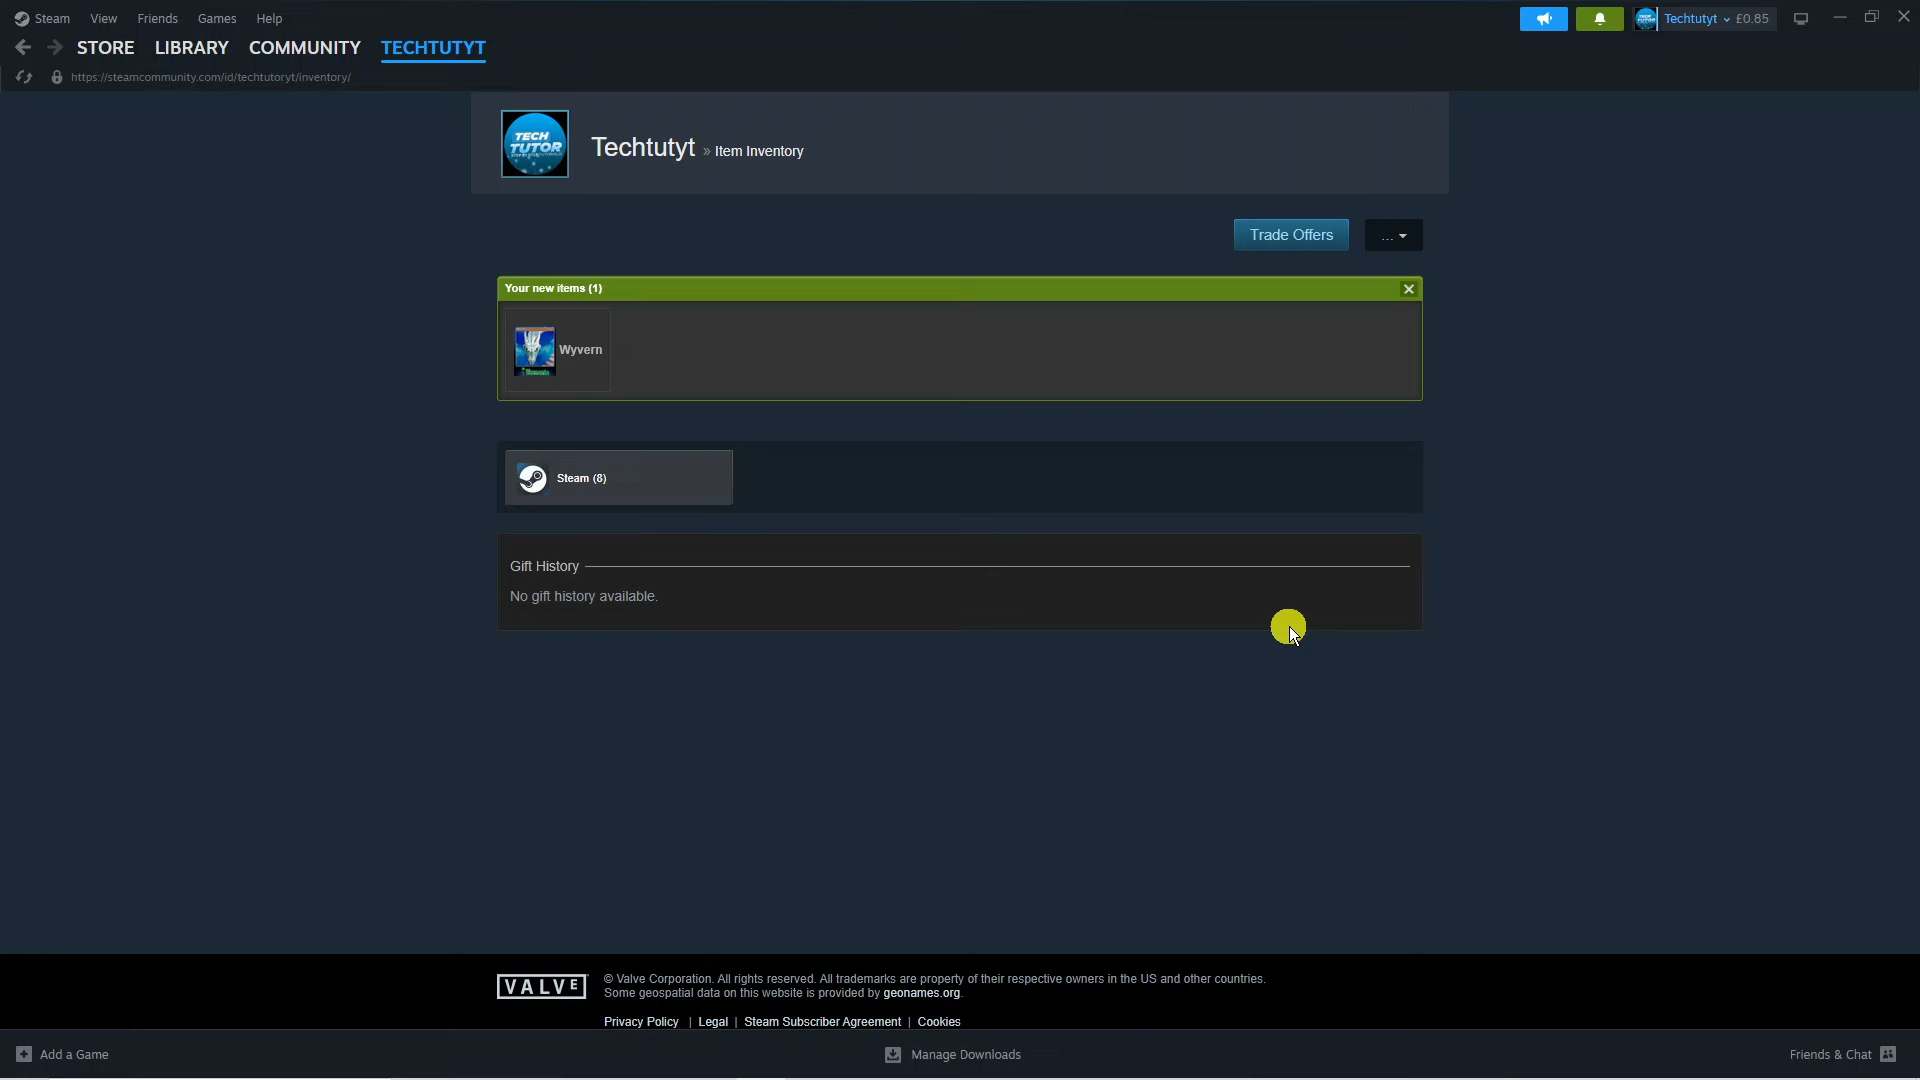 Steam View Friends Games Help
Techtutyt £0.85
STORE LIBRARY COMMUNITY TECHTUTYT
https://steamcommunity.com/id/techtutoryt/inventory/
TECH
TUTOR
Techtutyt » Item Inventory
Trade Offers ...
Your new items (1)
Wyvern
Steam (8)
Gift History
No gift history available.
VALVE
© Valve Corporation. All rights reserved. All trademarks are property of their respective owners in the US and other countries.
Some geospatial data on this website is provided by geonames.org.
Privacy Policy | Legal | Steam Subscriber Agreement | Cookies
Add a Game Manage Downloads Friends & Chat